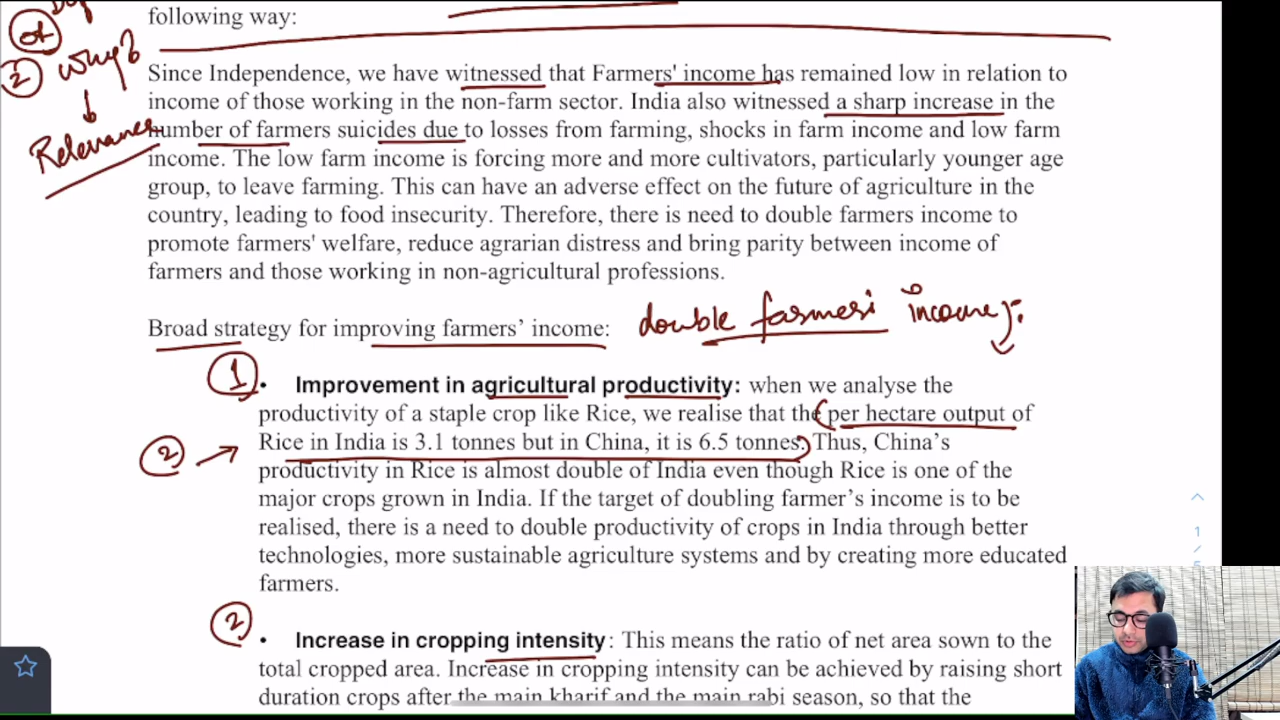 following way:
of
2 Why?
Relevance
Since Independence, we have witnessed that Farmers' income has remained low in relation to
income of those working in the non-farm sector. India also witnessed a sharp increase in the
number of farmers suicides due to losses from farming, shocks in farm income and low farm
income. The low farm income is forcing more and more cultivators, particularly younger age
group, to leave farming. This can have an adverse effect on the future of agriculture in the
country, leading to food insecurity. Therefore, there is need to double farmers income to
promote farmers' welfare, reduce agrarian distress and bring parity between income of
farmers and those working in non-agricultural professions.
Broad strategy for improving farmers’ income: double farmers' income:
1 • Improvement in agricultural productivity: when we analyse the
productivity of a staple crop like Rice, we realise that the per hectare output of
2 Rice in India is 3.1 tonnes but in China, it is 6.5 tonnes. Thus, China’s
productivity in Rice is almost double of India even though Rice is one of the
major crops grown in India. If the target of doubling farmer’s income is to be
realised, there is a need to double productivity of crops in India through better
technologies, more sustainable agriculture systems and by creating more educated
farmers.
2 • Increase in cropping intensity: This means the ratio of net area sown to the
total cropped area. Increase in cropping intensity can be achieved by raising short
duration crops after the main kharif and the main rabi season, so that the
1
/